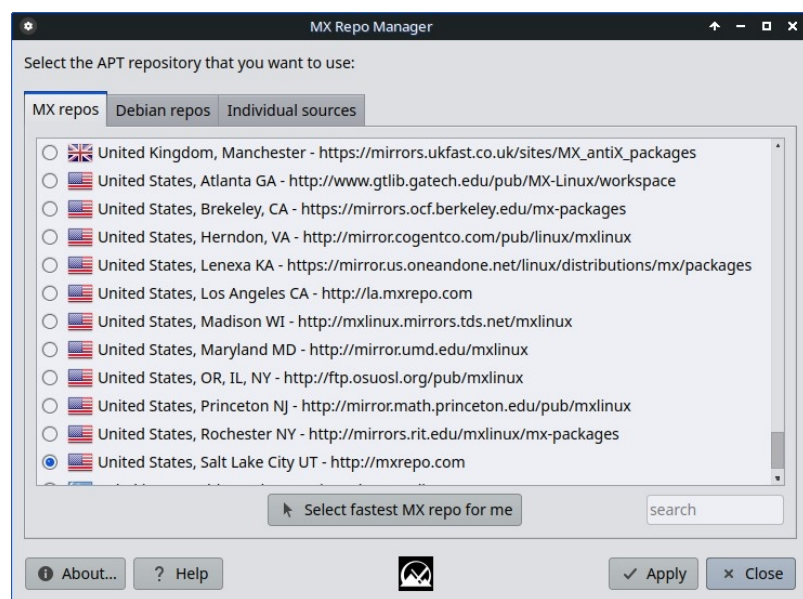 MX Repo Manager
Select the APT repository that you want to use:
MX repos Debian repos Individual sources
United Kingdom, Manchester - https://mirrors.ukfast.co.uk/sites/MX_antiX_packages
United States, Atlanta GA - http://www.gtlib.gatech.edu/pub/MX-Linux/workspace
United States, Brekeley, CA - https://mirrors.ocf.berkeley.edu/mx-packages
United States, Herndon, VA - http://mirror.cogentco.com/pub/linux/mxlinux
United States, Lenexa KA - https://mirror.us.oneandone.net/linux/distributions/mx/packages
United States, Los Angeles CA - http://la.mxrepo.com
United States, Madison WI - http://mxlinux.mirrors.tds.net/mxlinux
United States, Maryland MD - http://mirror.umd.edu/mxlinux
United States, OR, IL, NY - http://ftp.osuosl.org/pub/mxlinux
United States, Princeton NJ - http://mirror.math.princeton.edu/pub/mxlinux
United States, Rochester NY - http://mirrors.rit.edu/mxlinux/mx-packages
United States, Salt Lake City UT - http://mxrepo.com
Select fastest MX repo for me search
About... ? Help Apply Close